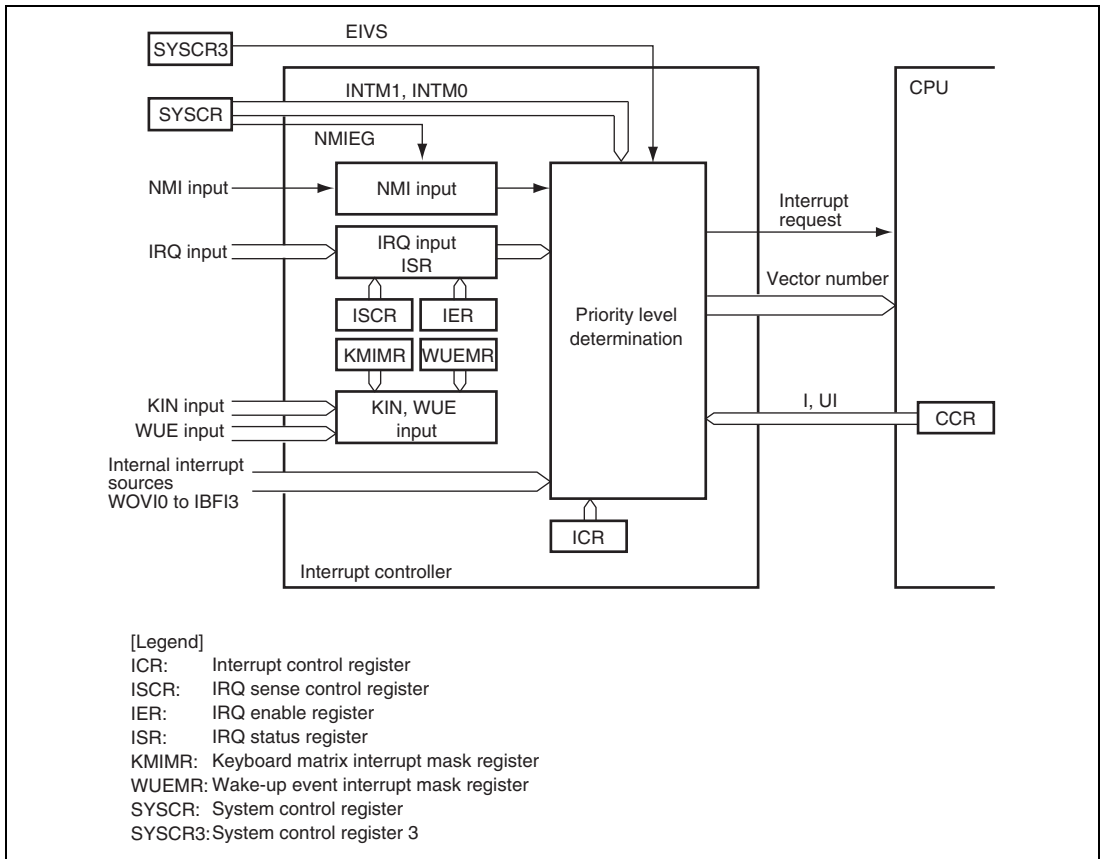 EIVS
SYSCR3
CPU
INTM1, INTM0
SYSCR
NMIEG
NMI input
NMI input
Interrupt
request
IRQ input
IRQ input
ISR
Vector number
ISCR
IER
Priority level
determination
KMIMR
WUEMR
I, UI
KIN input
WUE input
KIN, WUE
input
CCR
Internal interrupt
sources
WOVI0 to IBFI3
ICR
Interrupt controller
[Legend]
ICR: Interrupt control register
ISCR: IRQ sense control register
IER: IRQ enable register
ISR: IRQ status register
KMIMR: Keyboard matrix interrupt mask register
WUEMR: Wake-up event interrupt mask register
SYSCR: System control register
SYSCR3: System control register 3